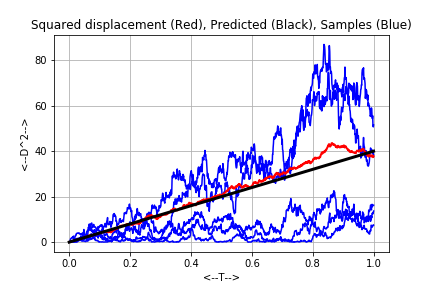 Squared displacement (Red), Predicted (Black), Samples (Blue)
80
60
40
20
0
<--D^2-->
0.0 0.2 0.4 0.6 0.8 1.0
<--T-->